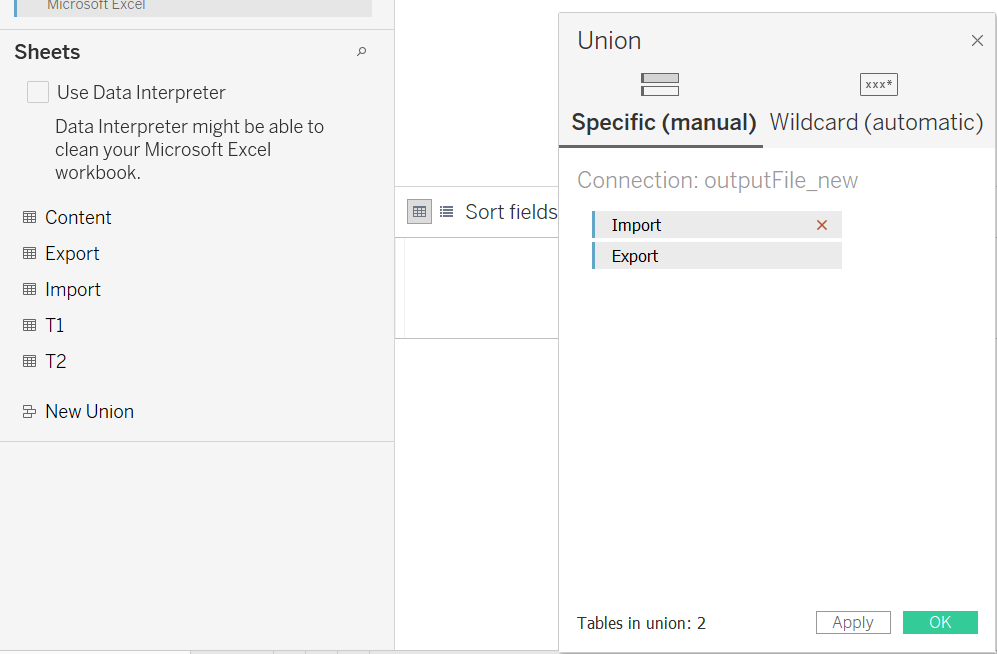 Microsoft Excel
Sheets
Use Data Interpreter
Data Interpreter might be able to
clean your Microsoft Excel
workbook.
Content
Export
Import
T1
T2
New Union
Sort fields
Union
xxx*
Specific (manual)
Wildcard (automatic)
Connection: outputFile_new
Import
Export
Tables in union: 2
Apply
OK